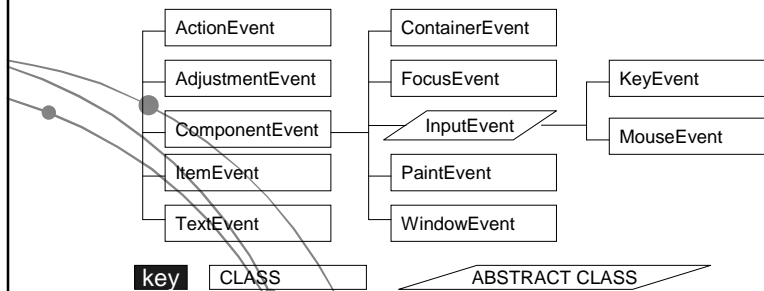 ActionEvent
AdjustmentEvent
ComponentEvent
ItemEvent
TextEvent
ContainerEvent
FocusEvent
InputEvent
PaintEvent
WindowEvent
KeyEvent
MouseEvent
key
CLASS
ABSTRACT CLASS